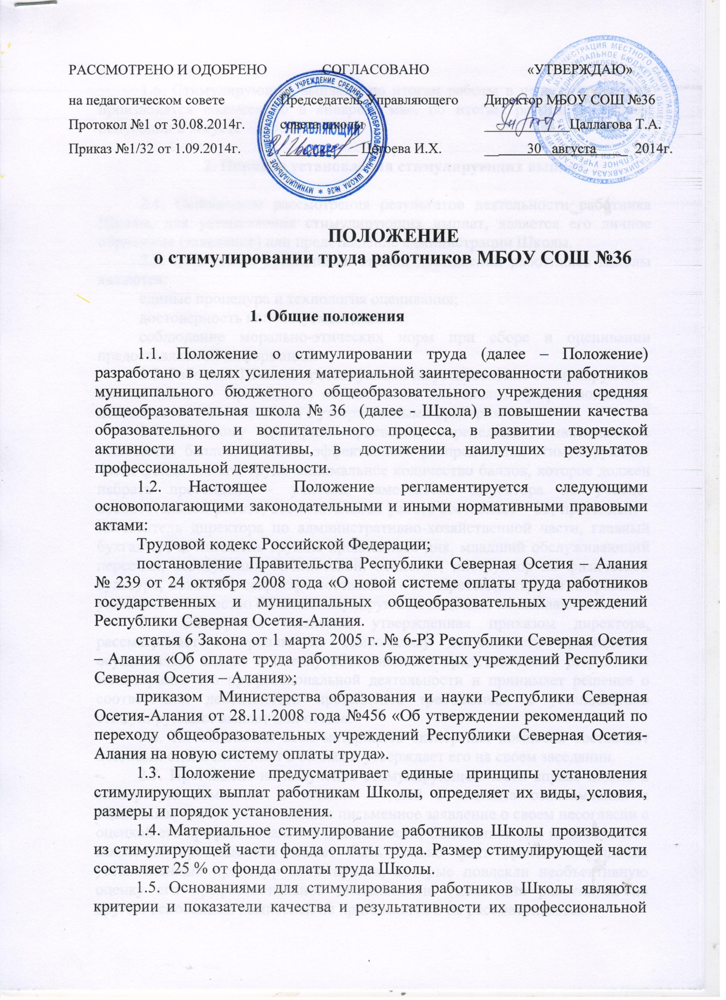 РАССМОТРЕНО И ОДОБРЕНО
на педагогическом совете
Протокол №1 от 30.08.2014г.
Приказ №1/32 от 1.09.2014г.
СОГЛАСОВАНО
Председатель Управляющего
совета школы
Цогоева И.Х.
«УТВЕРЖДАЮ»
Директор МБОУ СОШ №36
Цаллагова Т.А.
30 августа 2014г.
УПРАВЛЯЮЩИЙ
СОВЕТ
МУНИЦИПАЛЬНОЕ ОБЩЕОБРАЗОВАТЕЛЬНОЕ УЧРЕЖДЕНИЕ СРЕДНЯЯ ОБЩЕОБРАЗОВАТЕЛЬНАЯ ШКОЛА №36
ПОЛОЖЕНИЕ
о стимулировании труда работников МБОУ СОШ №36
1. Общие положения
1.1. Положение о стимулировании труда (далее – Положение)
разработано в целях усиления материальной заинтересованности работников
муниципального бюджетного общеобразовательного учреждения средняя
общеобразовательная школа № 36 (далее - Школа) в повышении качества
образовательного и воспитательного процесса, в развитии творческой
активности и инициативы, в достижении наилучших результатов
профессиональной деятельности.
1.2. Настоящее Положение регламентируется следующими
основополагающими законодательными и иными нормативными правовыми
актами:
Трудовой кодекс Российской Федерации;
постановление Правительства Республики Северная Осетия – Алания
№ 239 от 24 октября 2008 года «О новой системе оплаты труда работников
государственных и муниципальных общеобразовательных учреждений
Республики Северная Осетия-Алания.
статья 6 Закона от 1 марта 2005 г. № 6-РЗ Республики Северная Осетия
– Алания «Об оплате труда работников бюджетных учреждений Республики
Северная Осетия – Алания»;
приказом Министерства образования и науки Республики Северная
Осетия-Алания от 28.11.2008 года №456 «Об утверждении рекомендаций по
переходу общеобразовательных учреждений Республики Северная Осетия-
Алания на новую систему оплаты труда».
1.3. Положение предусматривает единые принципы установления
стимулирующих выплат работникам Школы, определяет их виды, условия,
размеры и порядок установления.
1.4. Материальное стимулирование работников Школы производится
из стимулирующей части фонда оплаты труда. Размер стимулирующей части
составляет 25 % от фонда оплаты труда Школы.
1.5. Основаниями для стимулирования работников Школы являются
критерии и показатели качества и результативности их профессиональной